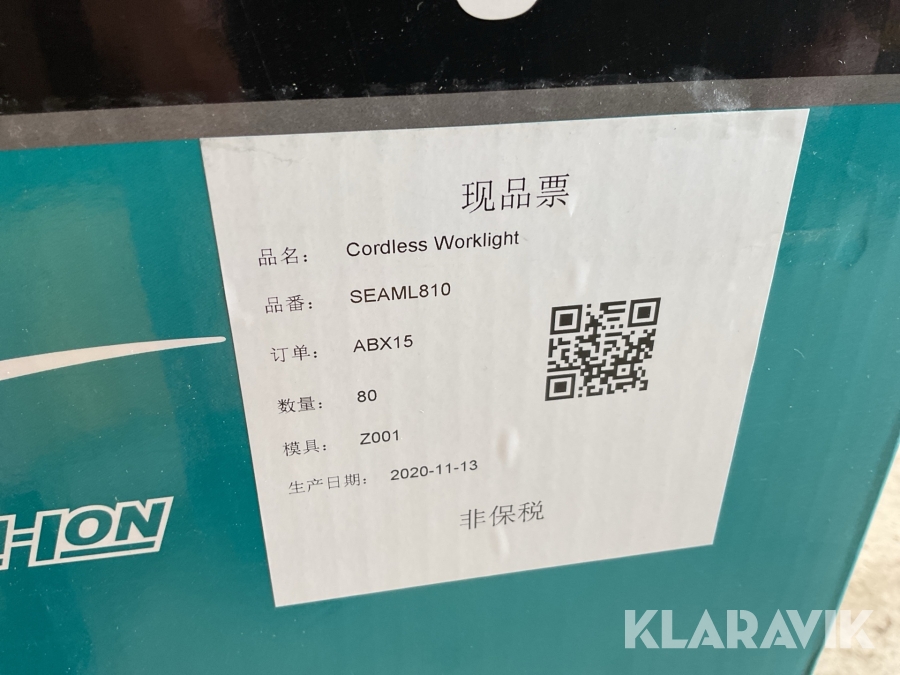 现品票
品名： Cordless Worklight
品番： SEAML810
订单： ABX15
数量： 80
模具： Z001
生产日期： 2020-11-13
非保税
-ION
KLARAVIK